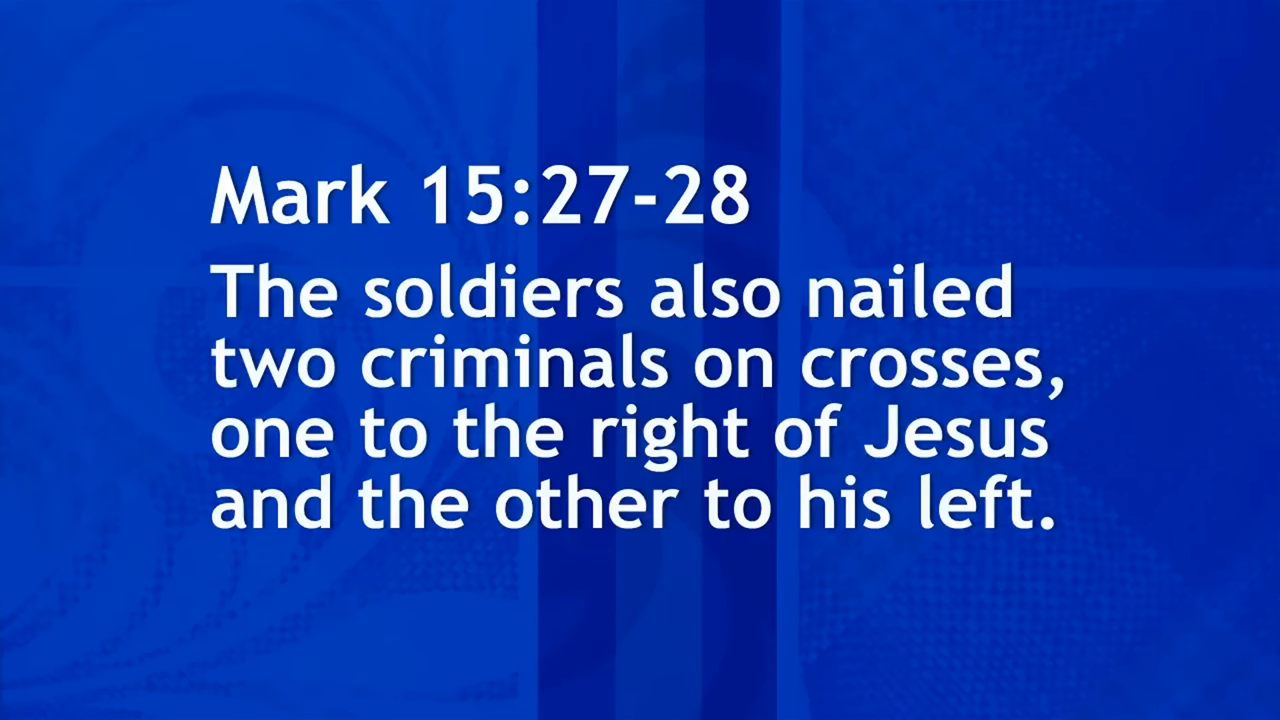 Mark 15:27-28
The soldiers also nailed
two criminals on crosses,
one to the right of Jesus
and the other to his left.